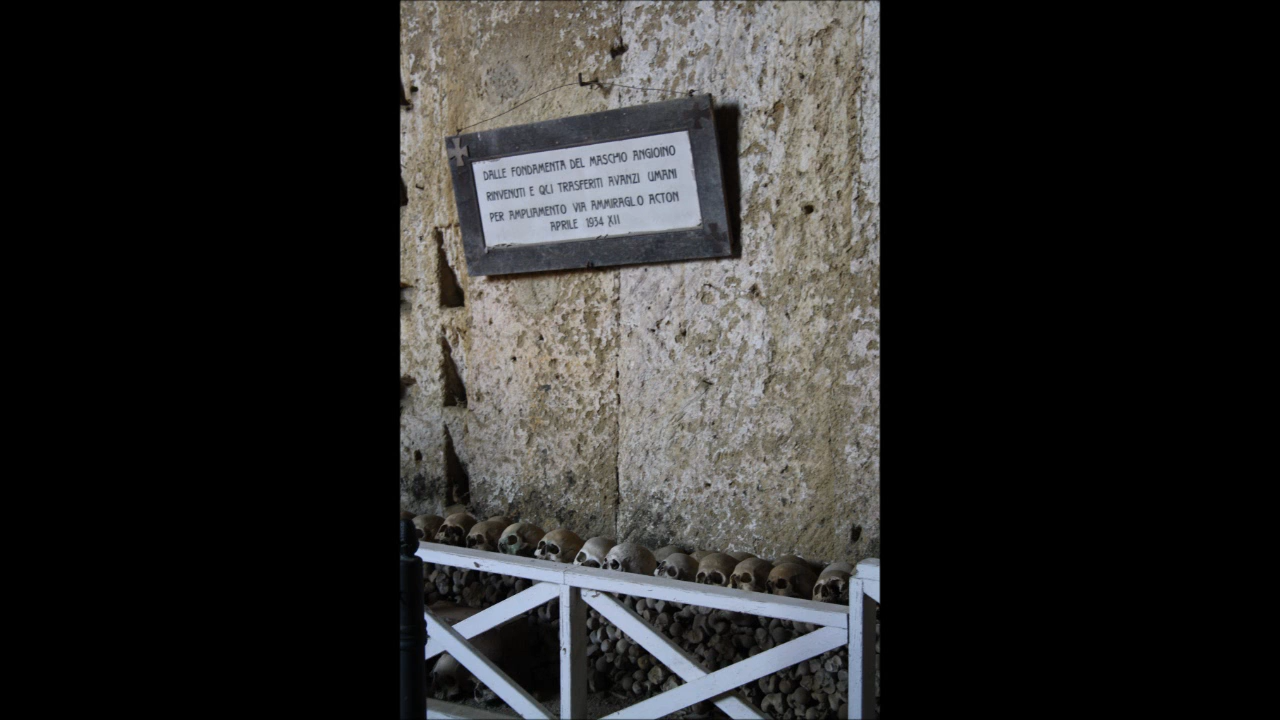 DALLE FONDAMENTA DEL MASCHIO ANGIOINO
RINVENUTI E QUI TRASFERITI AVANZI UMANI
PER AMPLIAMENTO VIA AMMIRAGLIO ACTON
APRILE 1934 XII